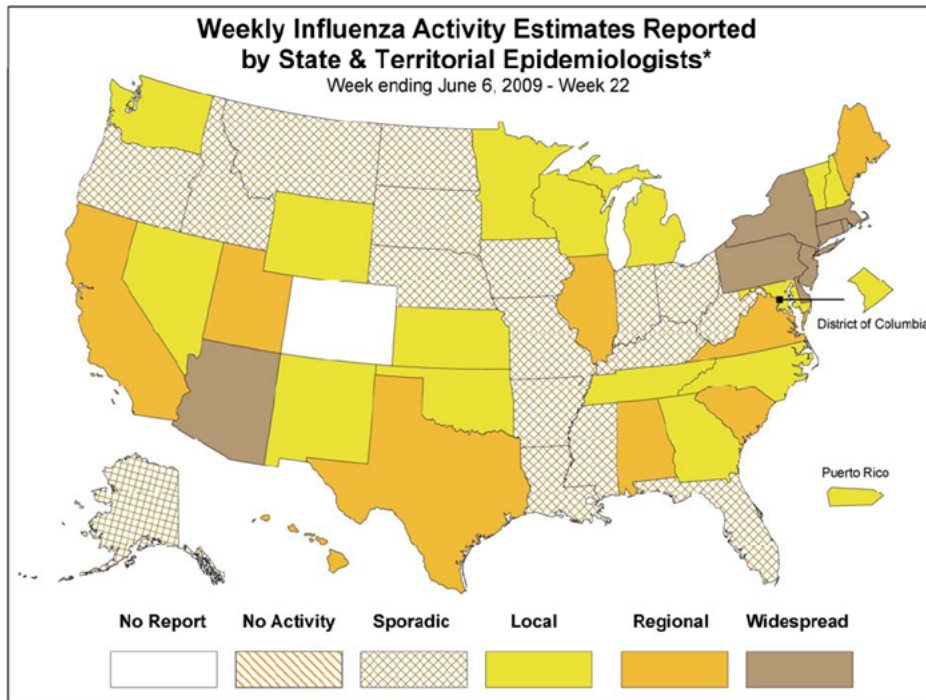 Weekly Influenza Activity Estimates Reported
by State & Territorial Epidemiologists*
Week ending June 6, 2009 - Week 22
District of Columbia
Puerto Rico
No Report No Activity Sporadic Local Regional Widespread